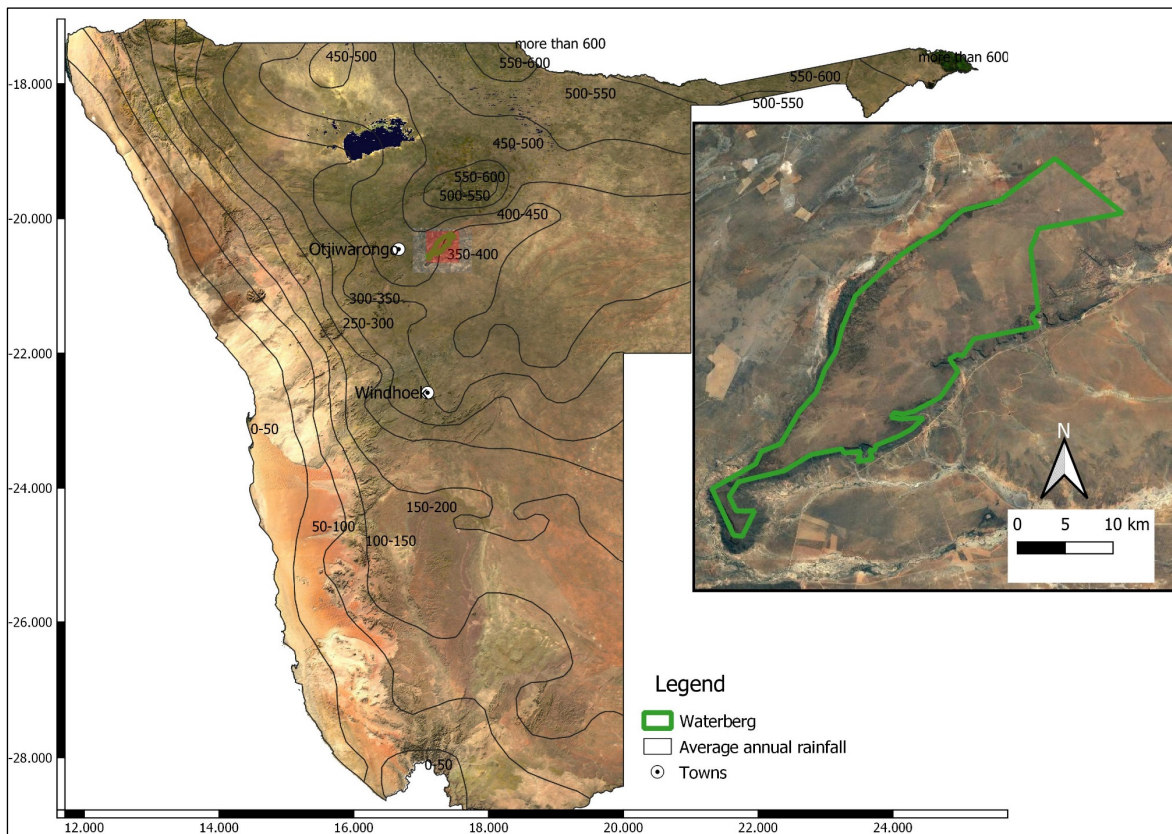 more than 600
450-500
550-600
more than 600
-18.000
550-600
500-550
500-550
450-500
550-600
500-550
400-450
-20.000
Otjiwarongo
350-400
300-350
250-300
-22.000
Windhoek
0-50
N
-24.000
150-200
50-100
100-150
0 5 10 km
-26.000
Legend
Waterberg
Average annual rainfall
Towns
-28.000
0-50
12.000 14.000 16.000 18.000 20.000 22.000 24.000